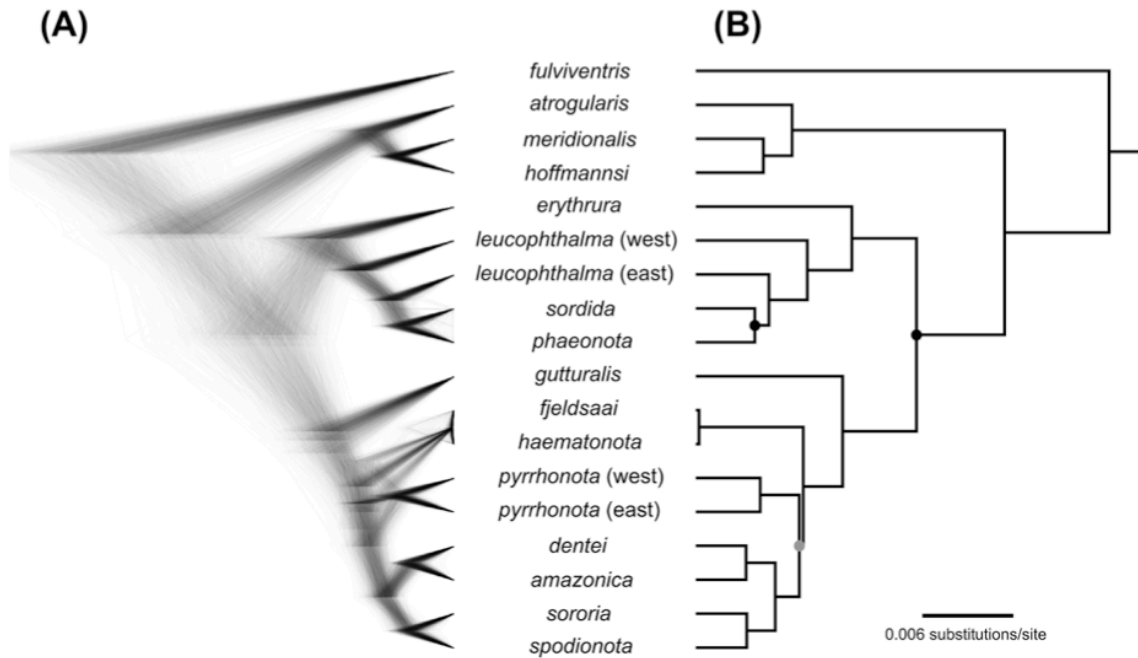 (A)
(B)
fulviventris
atrogularis
meridionalis
hoffmannsi
erythrura
leucophthalma (west)
leucophthalma (east)
sordida
phaeonota
gutturalis
fjeldsaai
haematonota
pyrrhonota (west)
pyrrhonota (east)
dentei
amazonica
sororia
spodionota
0.006 substitutions/site